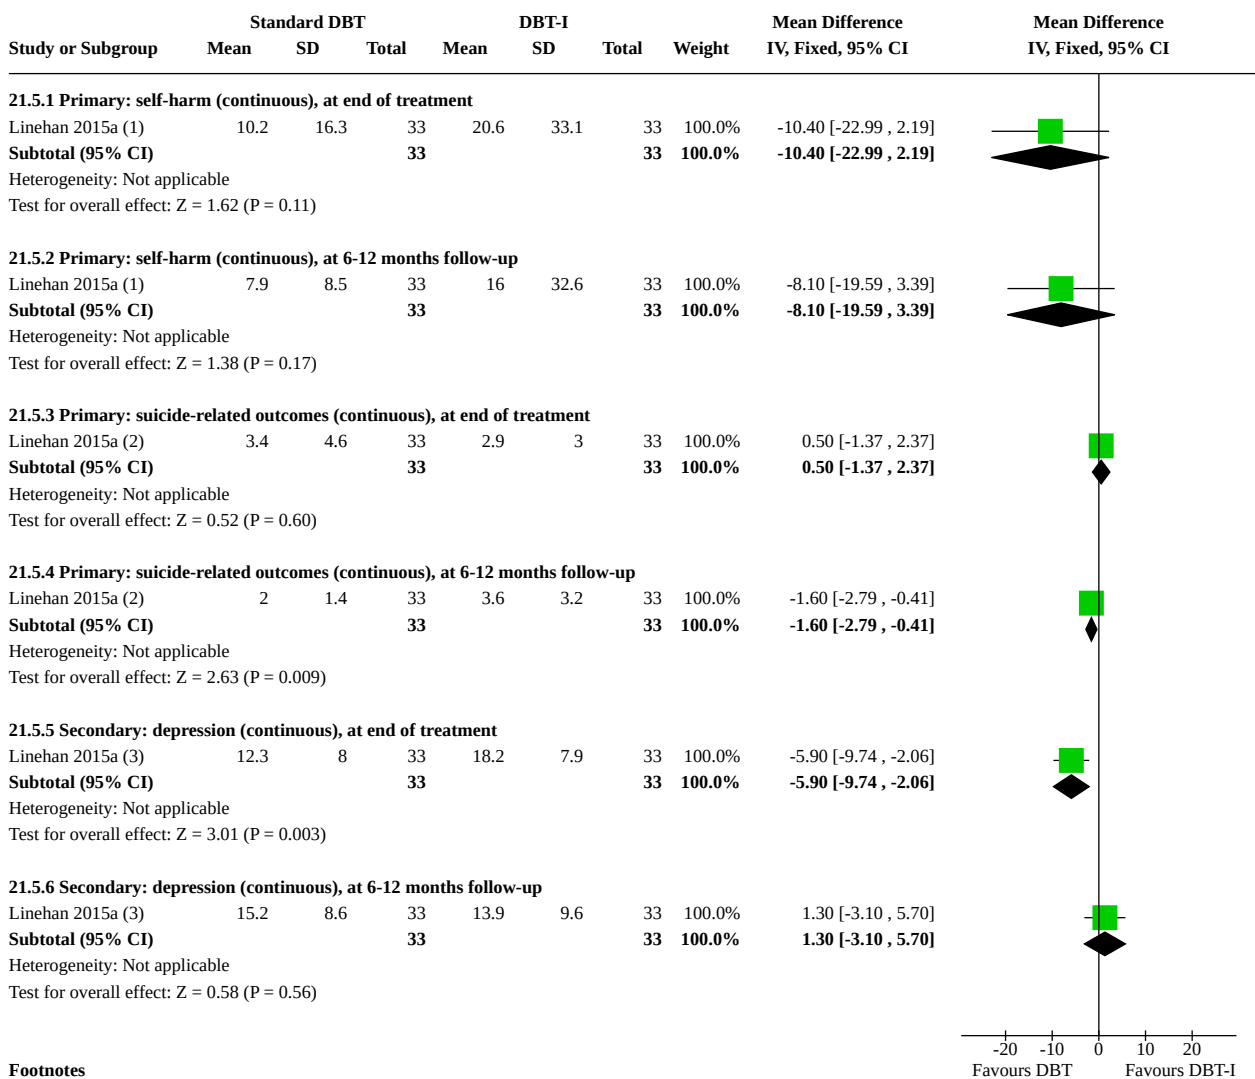 Standard DBT DBT-I Mean Difference Mean Difference
Study or Subgroup Mean SD Total Mean SD Total Weight IV, Fixed, 95% CI IV, Fixed, 95% CI
21.5.1 Primary: self-harm (continuous), at end of treatment
Linehan 2015a (1) 10.2 16.3 33 20.6 33.1 33 100.0% -10.40 [-22.99 , 2.19]
Subtotal (95% CI) 33 33 100.0% -10.40 [-22.99 , 2.19]
Heterogeneity: Not applicable
Test for overall effect: Z = 1.62 (P = 0.11)
21.5.2 Primary: self-harm (continuous), at 6-12 months follow-up
Linehan 2015a (1) 7.9 8.5 33 16 32.6 33 100.0% -8.10 [-19.59 , 3.39]
Subtotal (95% CI) 33 33 100.0% -8.10 [-19.59 , 3.39]
Heterogeneity: Not applicable
Test for overall effect: Z = 1.38 (P = 0.17)
21.5.3 Primary: suicide-related outcomes (continuous), at end of treatment
Linehan 2015a (2) 3.4 4.6 33 2.9 3 33 100.0% 0.50 [-1.37 , 2.37]
Subtotal (95% CI) 33 33 100.0% 0.50 [-1.37 , 2.37]
Heterogeneity: Not applicable
Test for overall effect: Z = 0.52 (P = 0.60)
21.5.4 Primary: suicide-related outcomes (continuous), at 6-12 months follow-up
Linehan 2015a (2) 2 1.4 33 3.6 3.2 33 100.0% -1.60 [-2.79 , -0.41]
Subtotal (95% CI) 33 33 100.0% -1.60 [-2.79 , -0.41]
Heterogeneity: Not applicable
Test for overall effect: Z = 2.63 (P = 0.009)
21.5.5 Secondary: depression (continuous), at end of treatment
Linehan 2015a (3) 12.3 8 33 18.2 7.9 33 100.0% -5.90 [-9.74 , -2.06]
Subtotal (95% CI) 33 33 100.0% -5.90 [-9.74 , -2.06]
Heterogeneity: Not applicable
Test for overall effect: Z = 3.01 (P = 0.003)
21.5.6 Secondary: depression (continuous), at 6-12 months follow-up
Linehan 2015a (3) 15.2 8.6 33 13.9 9.6 33 100.0% 1.30 [-3.10 , 5.70]
Subtotal (95% CI) 33 33 100.0% 1.30 [-3.10 , 5.70]
Heterogeneity: Not applicable
Test for overall effect: Z = 0.58 (P = 0.56)
-20 -10 0 10 20
Footnotes Favours DBT Favours DBT-I